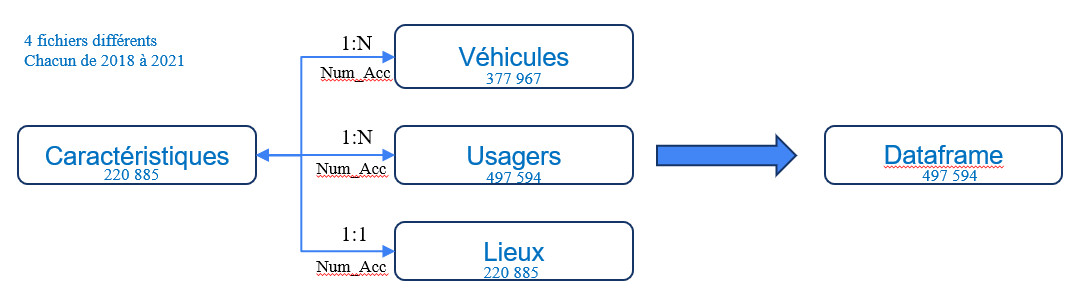 4 fichiers différents
Chacun de 2018 à 2021
1:N
Num_Acc
Véhicules
377 967
Caractéristiques
220 885
1:N
Num_Acc
Usagers
497 594
Dataframe
497 594
1:1
Num_Acc
Lieux
220 885